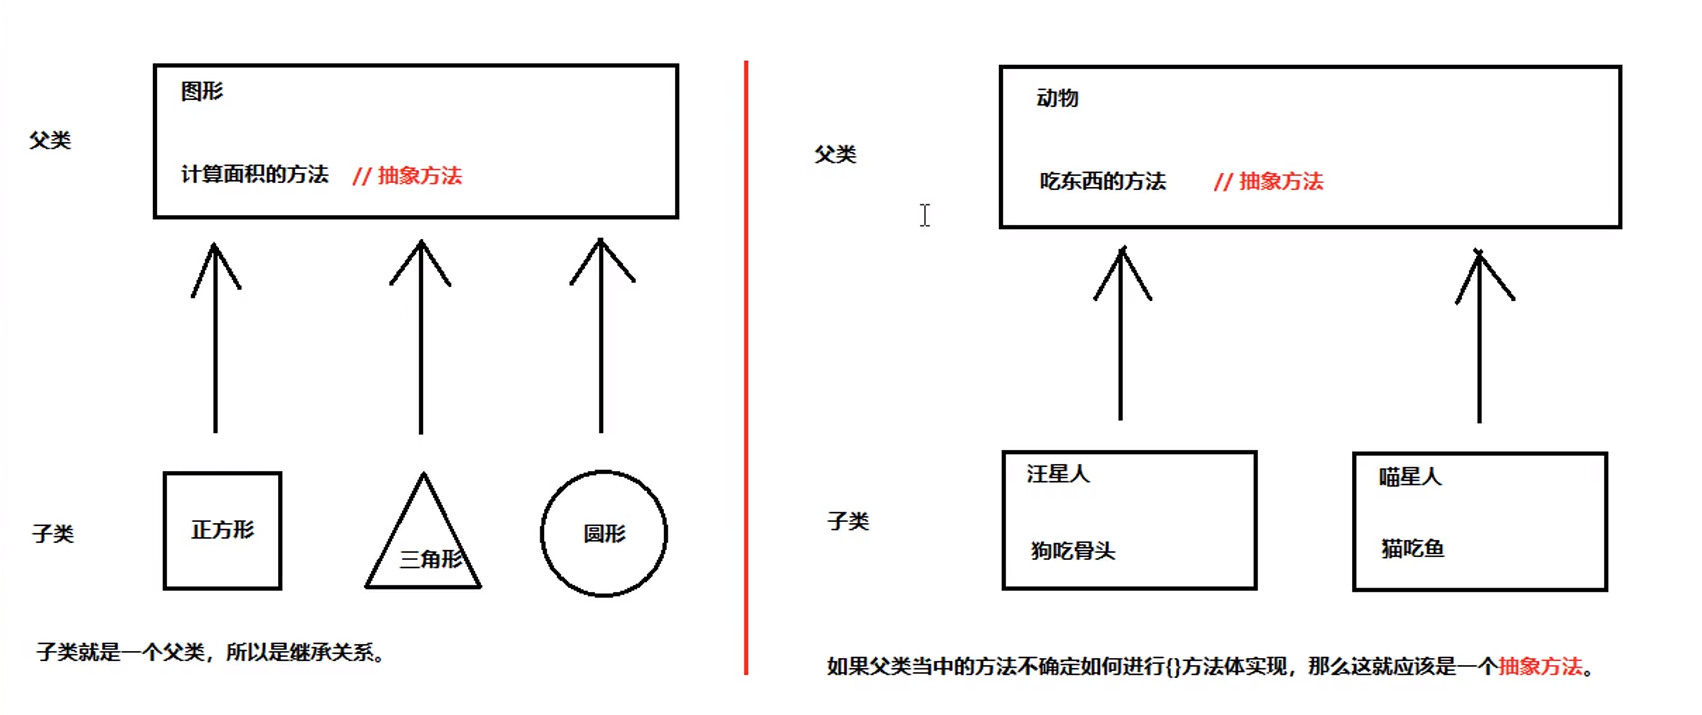 图形
父类
计算面积的方法 // 抽象方法
子类
正方形
三角形
圆形
子类就是一个父类，所以是继承关系。
动物
父类
吃东西的方法 // 抽象方法
汪星人
喵星人
子类
狗吃骨头
猫吃鱼
如果父类当中的方法不确定如何进行{}方法体实现，那么这就应该是一个抽象方法。